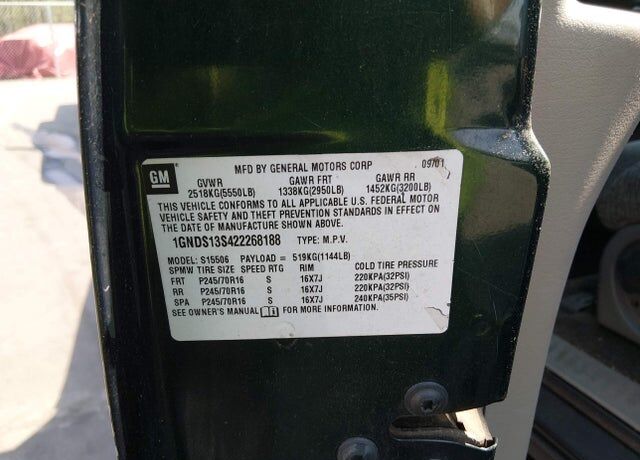 GM
MFD BY GENERAL MOTORS CORP 09/01
GVWR GAWR FRT GAWR RR
2518KG(5550LB) 1338KG(2950LB) 1452KG(3200LB)
THIS VEHICLE CONFORMS TO ALL APPLICABLE U.S. FEDERAL MOTOR
VEHICLE SAFETY AND THEFT PREVENTION STANDARDS IN EFFECT ON
THE DATE OF MANUFACTURE SHOWN ABOVE.
1GNDS13S422268188 TYPE: M.P.V.
MODEL: S15506 PAYLOAD = 519KG(1144LB)
SPMW TIRE SIZE SPEED RTG RIM COLD TIRE PRESSURE
FRT P245/70R16 S 16X7J 220KPA(32PSI)
RR P245/70R16 S 16X7J 220KPA(32PSI)
SPA P245/70R16 S 16X7J 240KPA(35PSI)
SEE OWNER'S MANUAL FOR MORE INFORMATION.